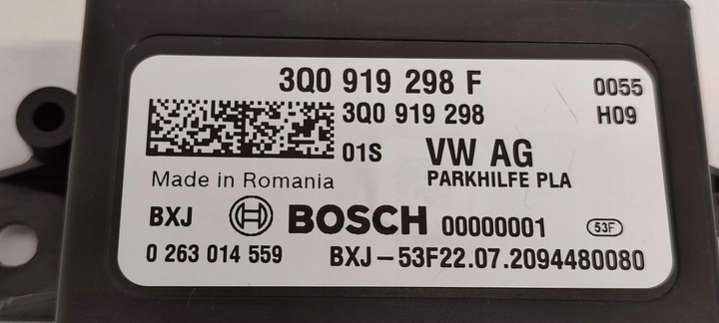 3Q0 919 298 F 0055
3Q0 919 298 H09
01S VW AG
Made in Romania PARKHILFE PLA
BXJ BOSCH 00000001 53F
0 263 014 559 BXJ-53F22.07.2094480080